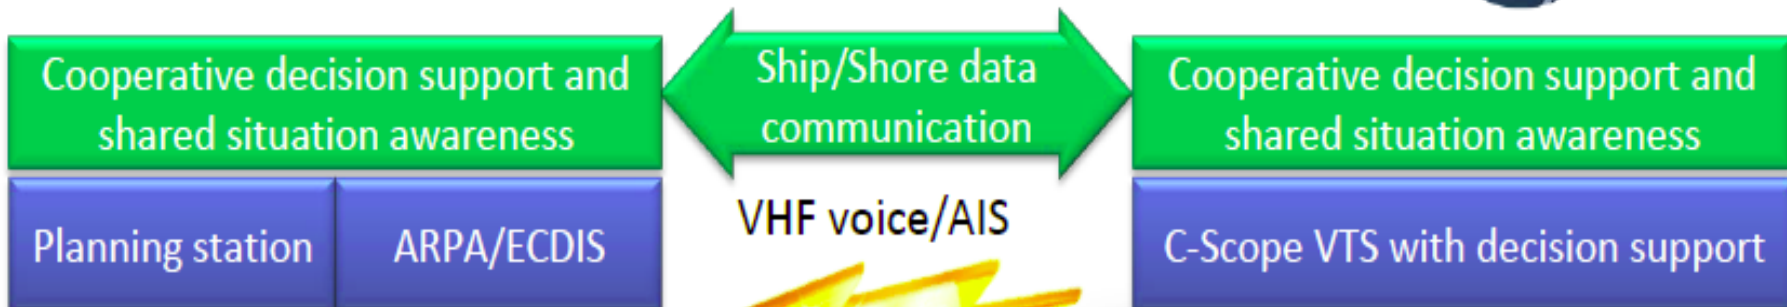 Cooperative decision support and
shared situation awareness
Ship/Shore data
communication
Cooperative decision support and
shared situation awareness
Planning station
ARPA/ECDIS
VHF voice/AIS
C-Scope VTS with decision support